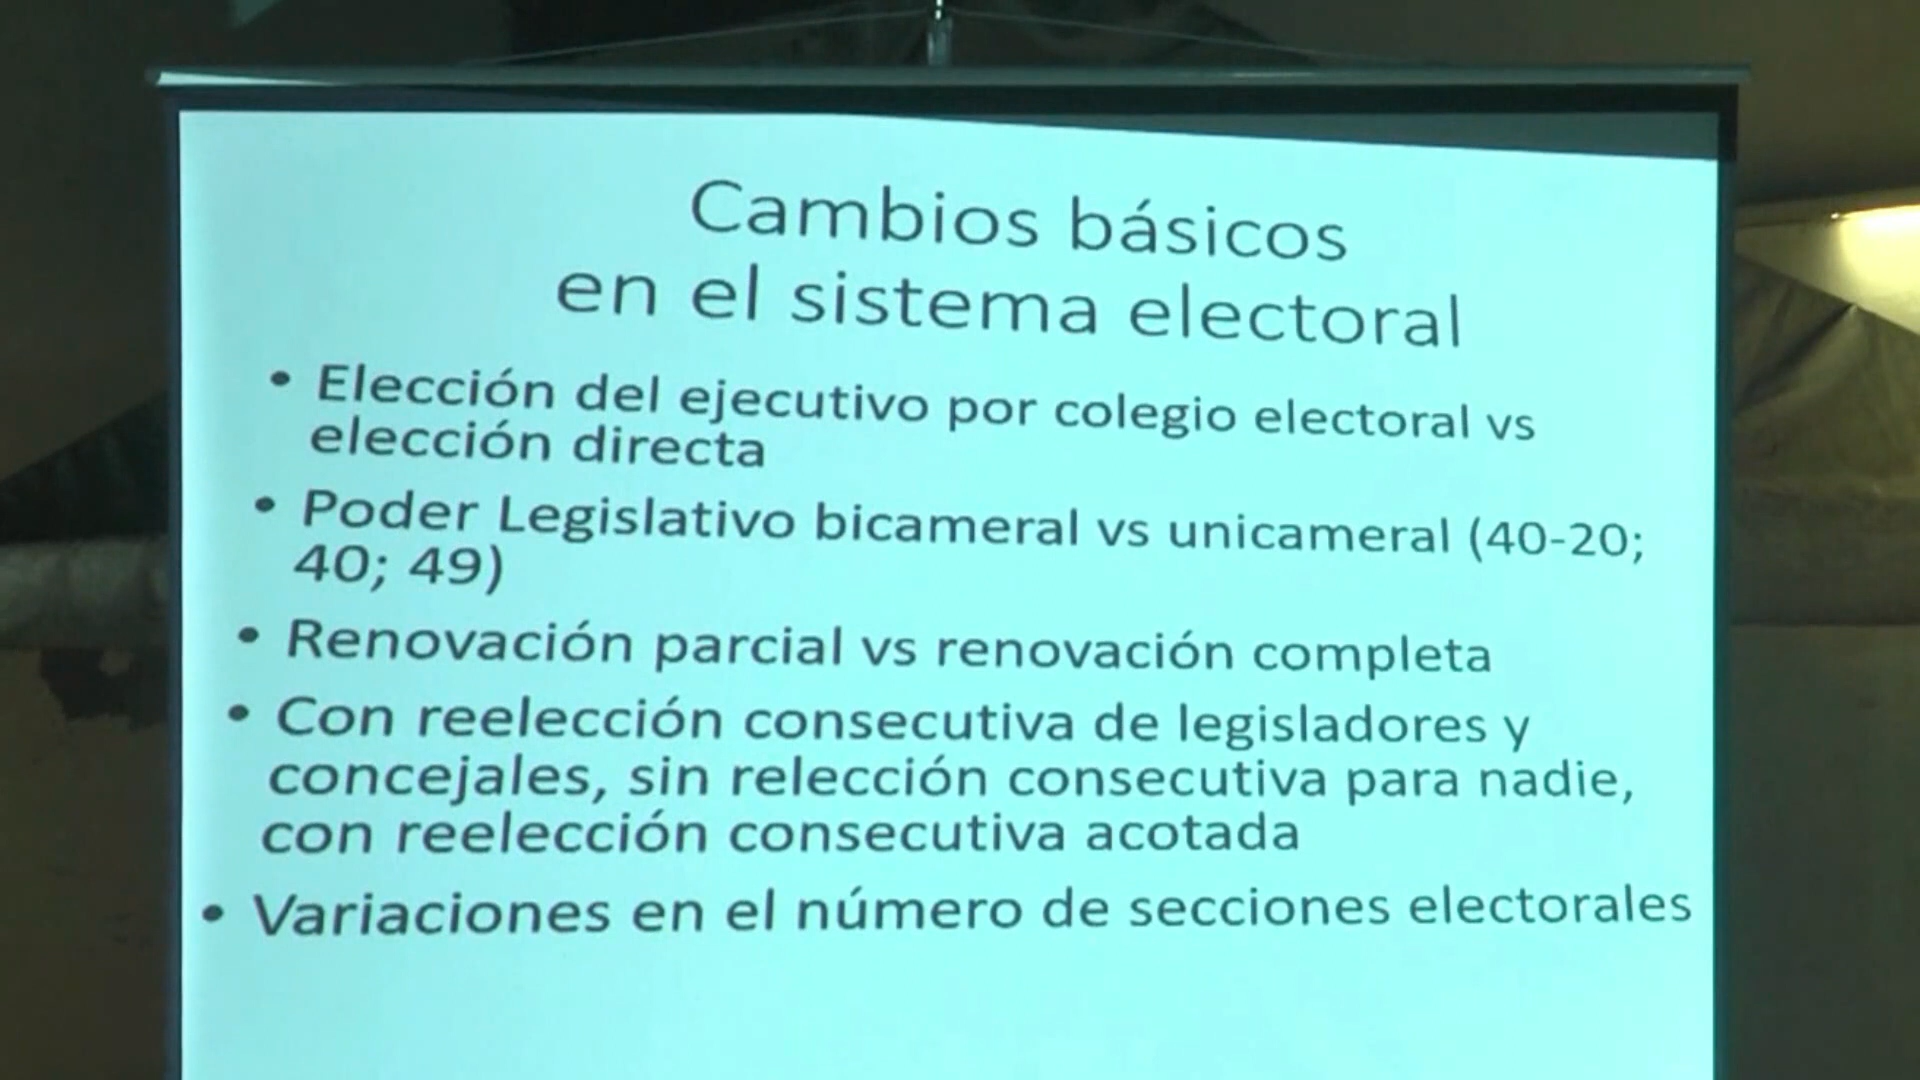 Cambios básicos
en el sistema electoral
• Elección del ejecutivo por colegio electoral vs
elección directa
• Poder Legislativo bicameral vs unicameral (40-20;
40; 49)
• Renovación parcial vs renovación completa
• Con reelección consecutiva de legisladores y
concejales, sin relección consecutiva para nadie,
con reelección consecutiva acotada
• Variaciones en el número de secciones electorales